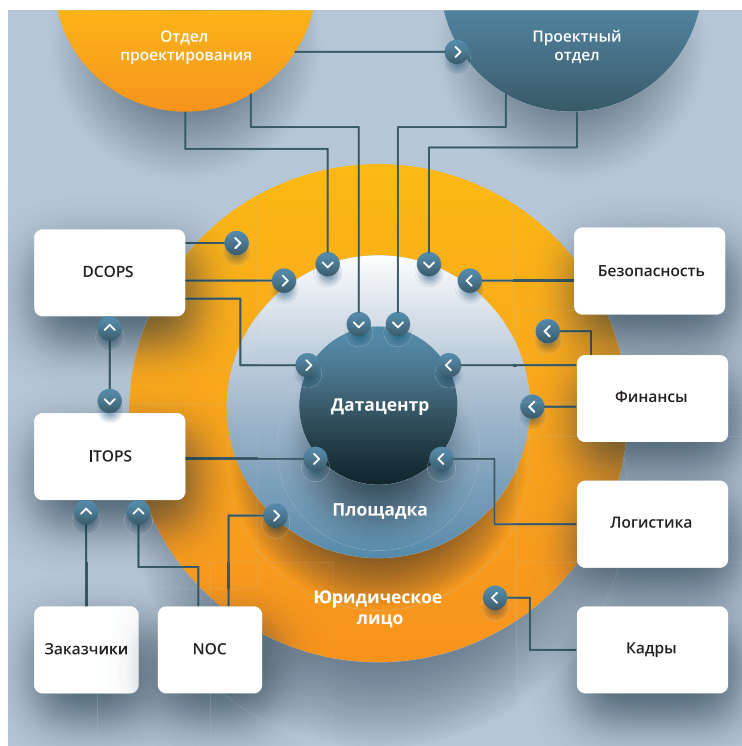 Отдел
проектирования
Проектный
отдел
DCOPS
Безопасность
Финансы
Датацентр
ITOPS
Площадка
Логистика
Юридическое
лицо
Заказчики
NOC
Кадры